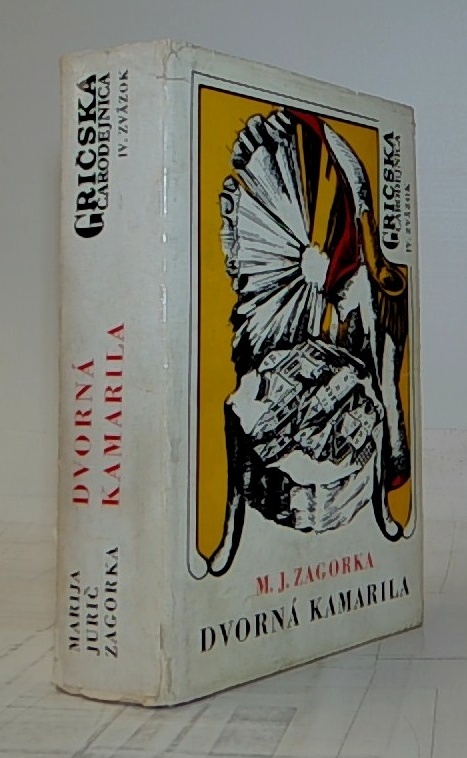 GRIČSKA
ČARODEJNICA
IV. ZVÄZOK
DVORNÁ
KAMARILA
MARIJA
JURIČ
ZAGORKA
GRIČSKA
ČARODEJNICA
IV. ZVÄZOK
M. J. ZAGORKA
DVORNÁ KAMARILA